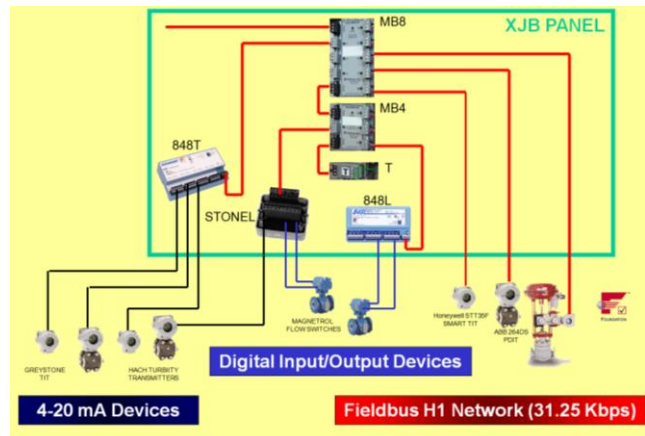 MB8
XJB PANEL
MB4
848T
T
STONEL
848L
MAGNETROL
FLOW SWITCHES
Honeywell STT35F
SMART TIT
ABB 264DS
PDIT
GREYSTONE
TIT
HACH TURBIITY
TRANSMITTERS
Digital Input/Output Devices
4-20 mA Devices
Fieldbus H1 Network (31.25 Kbps)